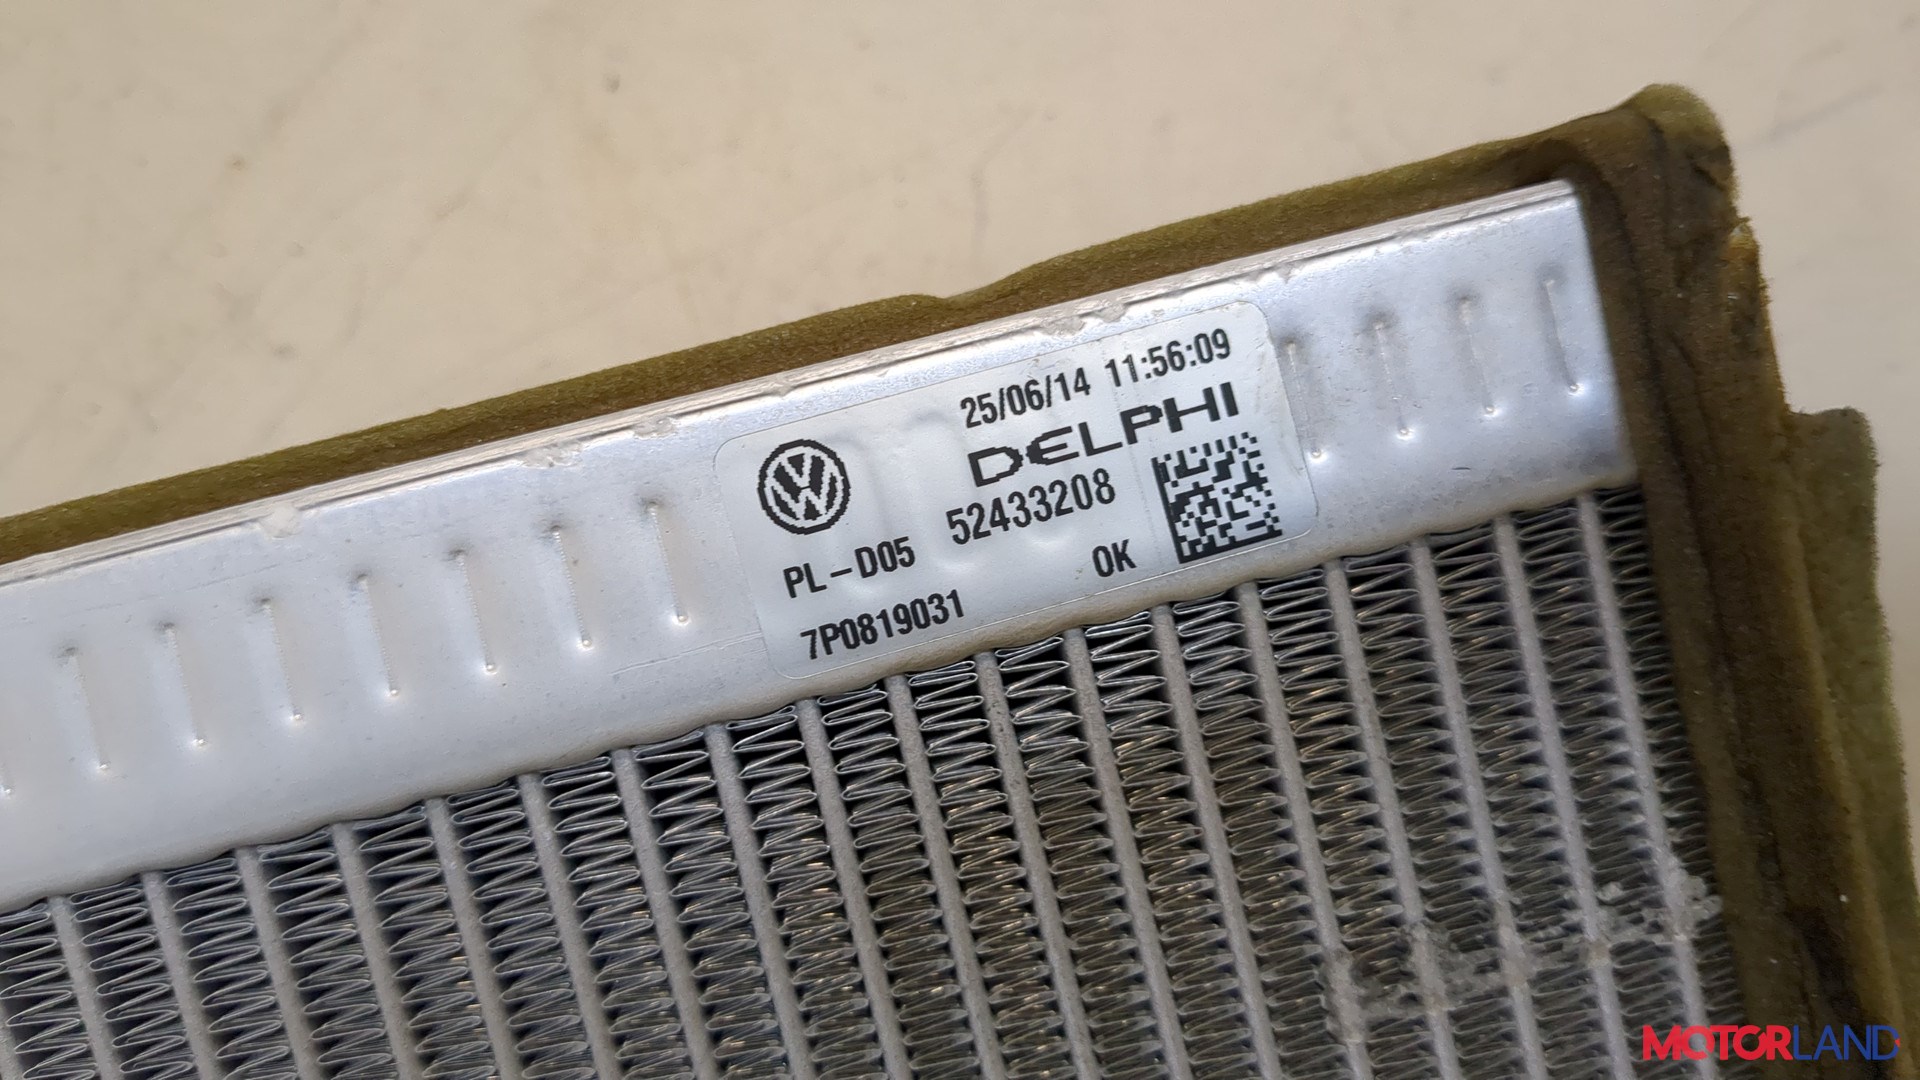 25/06/14 11:56:09
DELPHI
52433208
PL-D05
OK
7P0819031
MOTORLAND